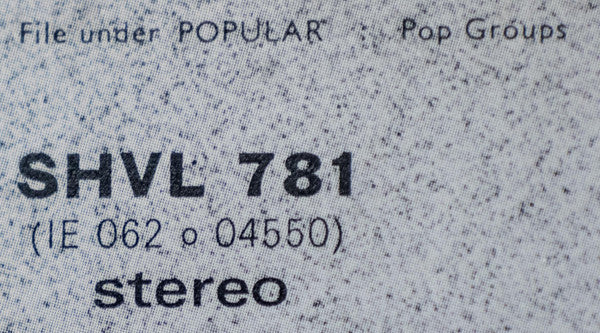 File under POPULAR : Pop Groups
SHVL 781
(IE 062 o 04550)
stereo